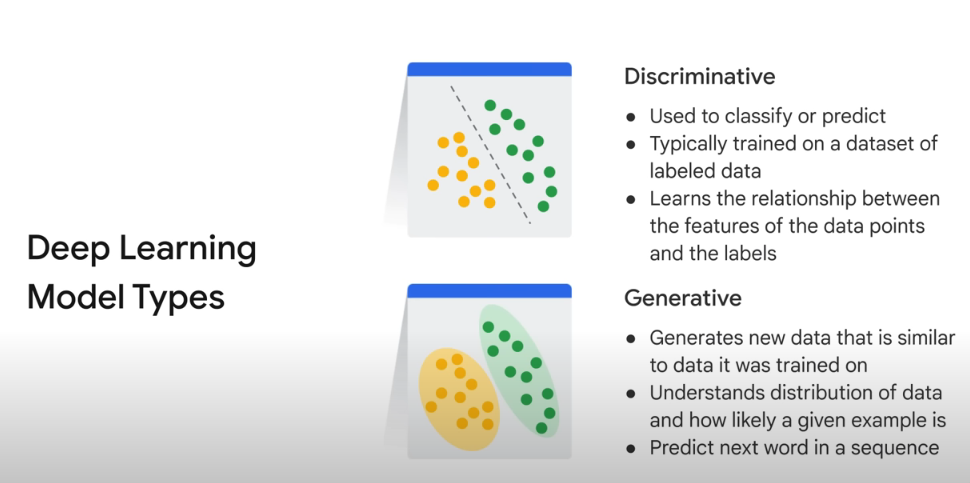 Deep Learning
Model Types
Discriminative
● Used to classify or predict
● Typically trained on a dataset of
labeled data
● Learns the relationship between
the features of the data points
and the labels
Generative
● Generates new data that is similar
to data it was trained on
● Understands distribution of data
and how likely a given example is
● Predict next word in a sequence